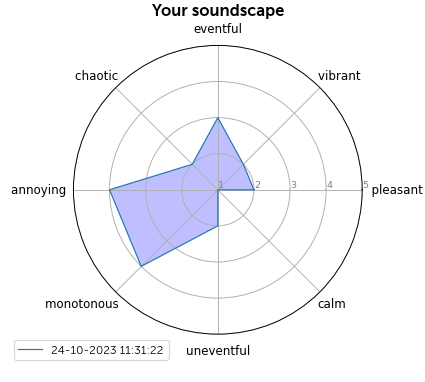 Your soundscape
eventful
chaotic
vibrant
annoying
1
2
3
4
5
pleasant
monotonous
calm
24-10-2023 11:31:22
uneventful